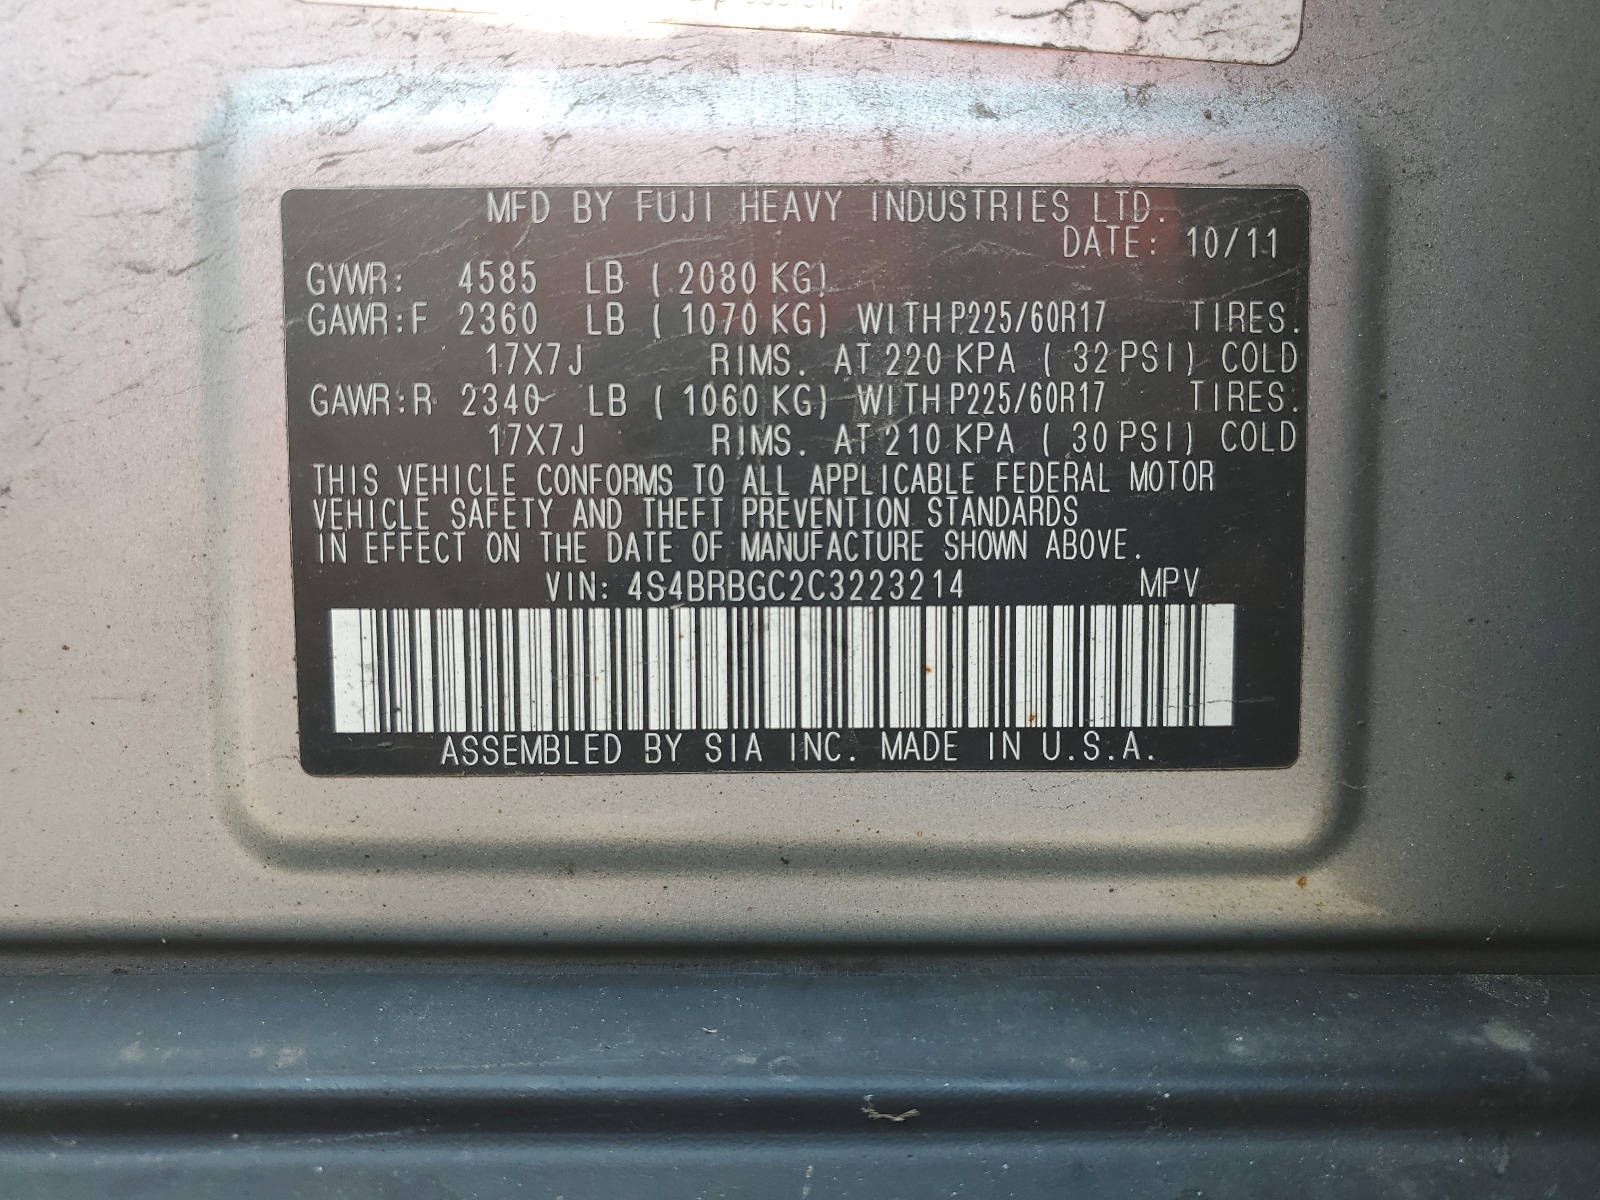 MFD BY FUJI HEAVY INDUSTRIES LTD.
DATE: 10/11
GVWR: 4585 LB ( 2080 KG)
GAWR:F 2360 LB ( 1070 KG) WITH P225/60R17 TIRES.
17X7J RIMS. AT 220 KPA ( 32 PSI) COLD
GAWR:R 2340 LB ( 1060 KG) WITH P225/60R17 TIRES.
17X7J RIMS. AT 210 KPA ( 30 PSI) COLD
THIS VEHICLE CONFORMS TO ALL APPLICABLE FEDERAL MOTOR
VEHICLE SAFETY AND THEFT PREVENTION STANDARDS
IN EFFECT ON THE DATE OF MANUFACTURE SHOWN ABOVE.
VIN: 4S4BRBGC2C3223214 MPV
ASSEMBLED BY SIA INC. MADE IN U.S.A.